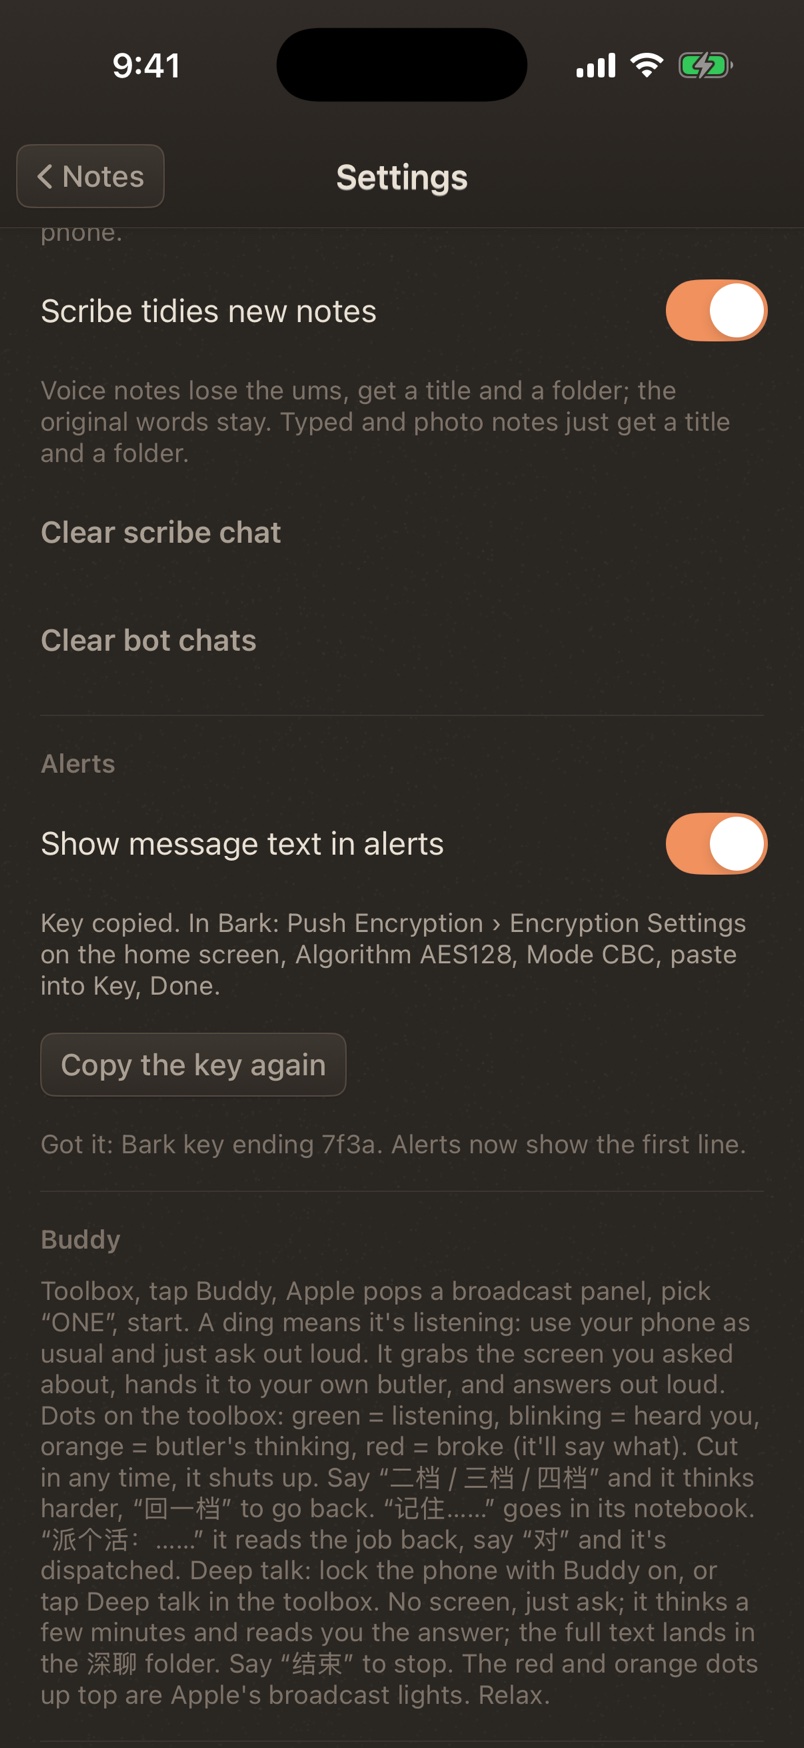 9:41
Notes
Settings
phone.
Scribe tidies new notes
Voice notes lose the ums, get a title and a folder; the
original words stay. Typed and photo notes just get a title
and a folder.
Clear scribe chat
Clear bot chats
Alerts
Show message text in alerts
Key copied. In Bark: Push Encryption › Encryption Settings
on the home screen, Algorithm AES128, Mode CBC, paste
into Key, Done.
Copy the key again
Got it: Bark key ending 7f3a. Alerts now show the first line.
Buddy
Toolbox, tap Buddy, Apple pops a broadcast panel, pick
“ONE”, start. A ding means it's listening: use your phone as
usual and just ask out loud. It grabs the screen you asked
about, hands it to your own butler, and answers out loud.
Dots on the toolbox: green = listening, blinking = heard you,
orange = butler's thinking, red = broke (it'll say what). Cut
in any time, it shuts up. Say “二档 / 三档 / 四档” and it thinks
harder, “回一档” to go back. “记住……” goes in its notebook.
“派个活：……” it reads the job back, say “对” and it's
dispatched. Deep talk: lock the phone with Buddy on, or
tap Deep talk in the toolbox. No screen, just ask; it thinks a
few minutes and reads you the answer; the full text lands in
the 深聊 folder. Say “结束” to stop. The red and orange dots
up top are Apple's broadcast lights. Relax.